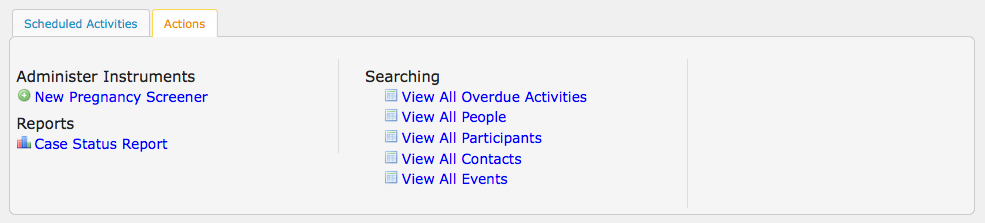 Scheduled Activities
Actions
Administer Instruments
New Pregnancy Screener
Reports
Case Status Report
Searching
View All Overdue Activities
View All People
View All Participants
View All Contacts
View All Events